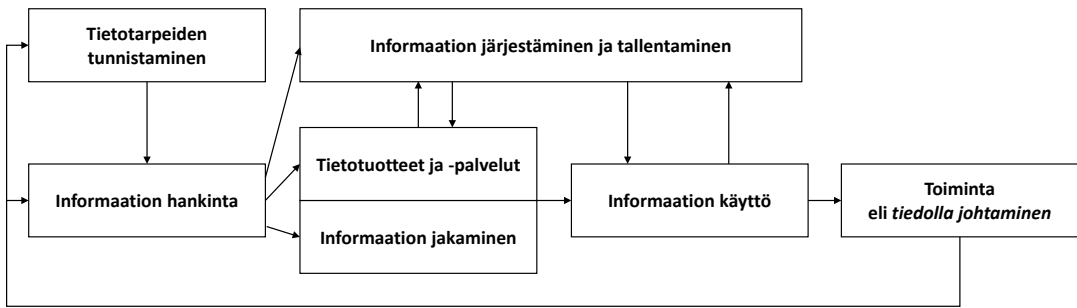 Tietotarpeiden
tunnistaminen
Informaation järjestäminen ja tallentaminen
Informaation hankinta
Tietotuotteet ja -palvelut
Informaation jakaminen
Informaation käyttö
Toiminta
eli tiedolla johtaminen